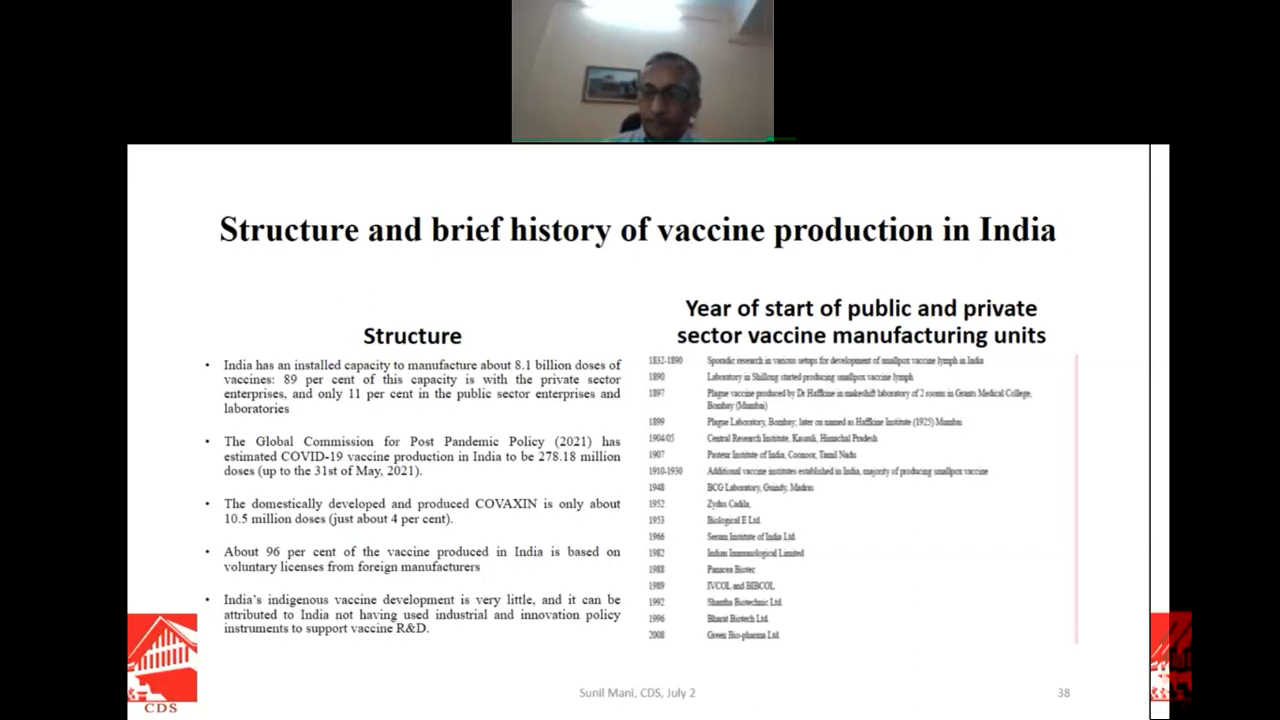 Structure and brief history of vaccine production in India
Structure
• India has an installed capacity to manufacture about 8.1 billion doses of
vaccines: 89 per cent of this capacity is with the private sector
enterprises, and only 11 per cent in the public sector enterprises and
laboratories
• The Global Commission for Post Pandemic Policy (2021) has
estimated COVID-19 vaccine production in India to be 278.18 million
doses (up to the 31st of May, 2021).
• The domestically developed and produced COVAXIN is only about
10.5 million doses (just about 4 per cent).
• About 96 per cent of the vaccine produced in India is based on
voluntary licenses from foreign manufacturers
• India's indigenous vaccine development is very little, and it can be
attributed to India not having used industrial and innovation policy
instruments to support vaccine R&D.
Year of start of public and private
sector vaccine manufacturing units
1832-1890 Sporadic research in various setups for development of smallpox vaccine lymph in India
1890 Laboratory in Shillong started producing smallpox vaccine lymph
1897 Plague vaccine produced by Dr Haffkine in makeshift laboratory of 2 rooms in Grants Medical College,
Bombay (Mumbai)
1899 Plague Laboratory, Bombay; later on named as Haffkine Institute (1925) Mumbai
1904/05 Central Research Institute, Kasauli, Himachal Pradesh
1907 Pasteur Institute of India, Coonoor, Tamil Nadu
1910-1930 Additional vaccine institutes established in India, majority of producing smallpox vaccine
1948 BCG Laboratory, Guindy, Madras
1952 Zydus Cadila,
1953 Biological E Ltd.
1966 Serum Institute of India Ltd.
1982 Indian Immunological Limited
1988 Panacea Biotec
1989 IVCOL and BIBCOL
1992 Shantha Biotechnic Ltd.
1996 Bharat Biotech Ltd.
2008 Green Bio-pharma Ltd.
CDS
Sunil Mani, CDS, July 2
38